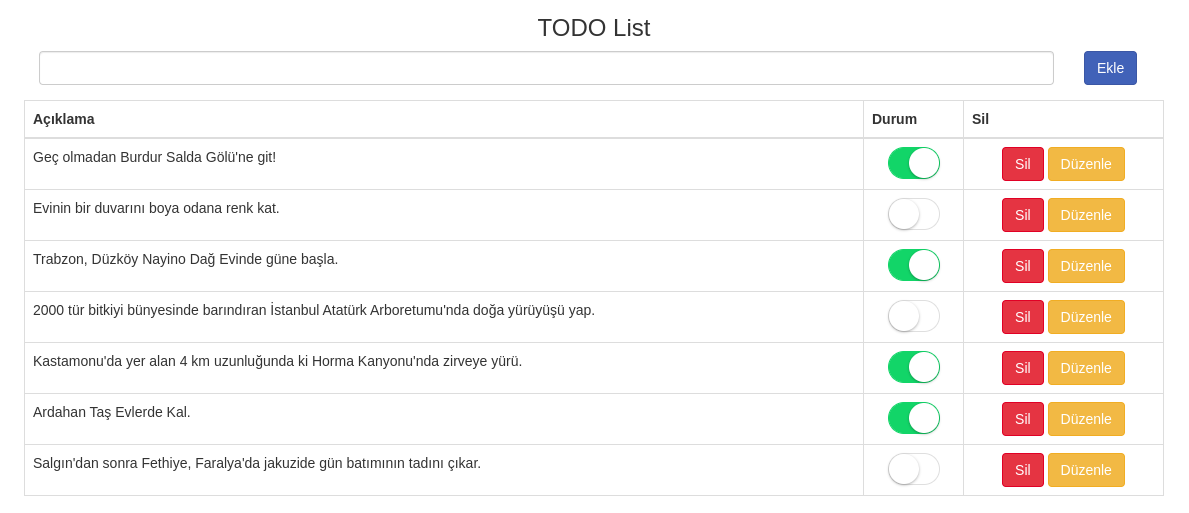 TODO List
Ekle
Açıklama Durum Sil
Geç olmadan Burdur Salda Gölü'ne git! Sil Düzenle
Evinin bir duvarını boya odana renk kat. Sil Düzenle
Trabzon, Düzköy Nayino Dağ Evinde güne başla. Sil Düzenle
2000 tür bitkiyi bünyesinde barındıran İstanbul Atatürk Arboretumu'nda doğa yürüyüşü yap. Sil Düzenle
Kastamonu'da yer alan 4 km uzunluğunda ki Horma Kanyonu'nda zirveye yürü. Sil Düzenle
Ardahan Taş Evlerde Kal. Sil Düzenle
Salgın'dan sonra Fethiye, Faralya'da jakuzide gün batımının tadını çıkar. Sil Düzenle